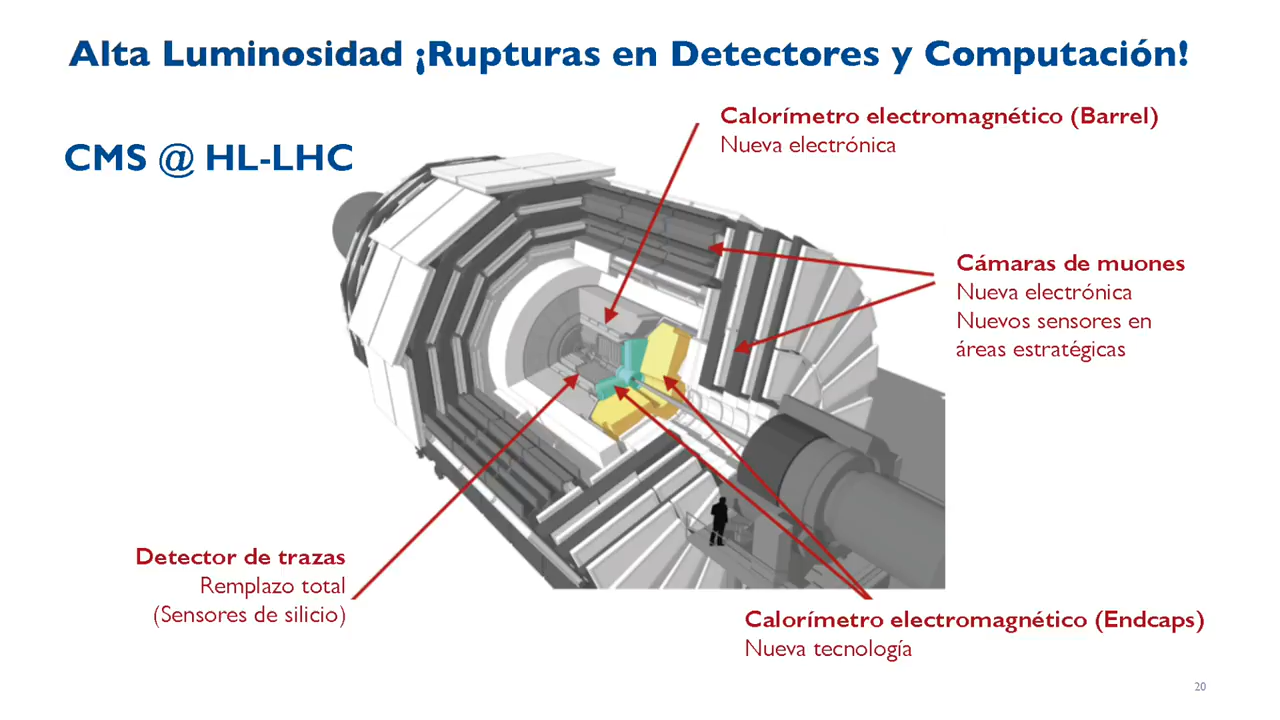 Alta Luminosidad ¡Rupturas en Detectores y Computación!
CMS @ HL-LHC
Calorímetro electromagnético (Barrel)
Nueva electrónica
Cámaras de muones
Nueva electrónica
Nuevos sensores en
áreas estratégicas
Detector de trazas
Remplazo total
(Sensores de silicio)
Calorímetro electromagnético (Endcaps)
Nueva tecnología
20